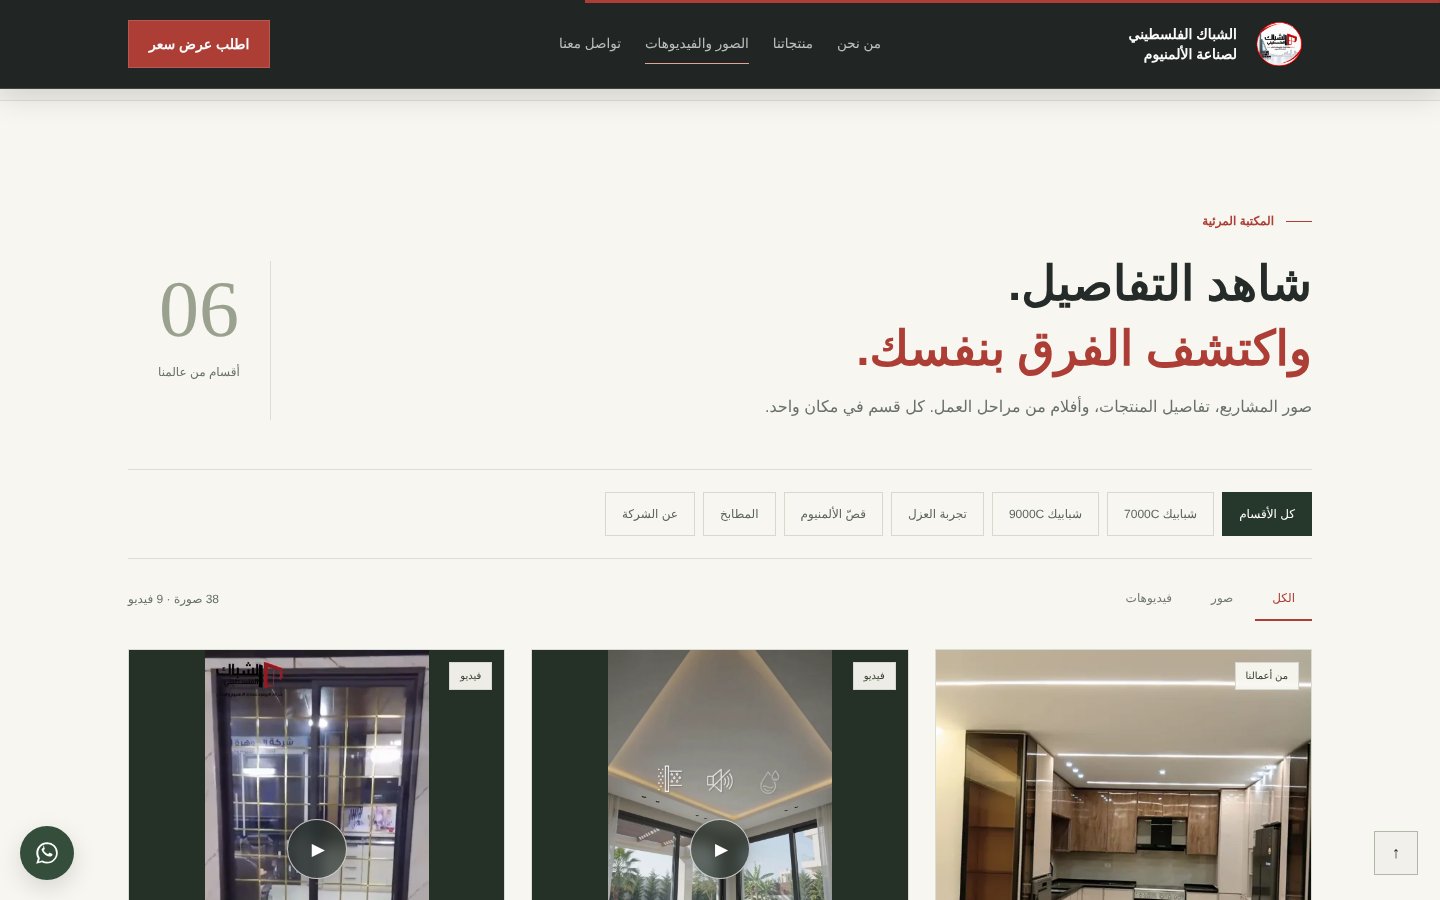 الشباك الفلسطيني
لصناعة الألمنيوم
من نحن
منتجاتنا
الصور والفيديوهات
تواصل معنا
اطلب عرض سعر
المكتبة المرئية
شاهد التفاصيل.
واكتشف الفرق بنفسك.
صور المشاريع، تفاصيل المنتجات، وأفلام من مراحل العمل. كل قسم في مكان واحد.
06
أقسام من عالمنا
كل الأقسام
شبابيك 7000C
شبابيك 9000C
تجربة العزل
قصّ الألمنيوم
المطابخ
عن الشركة
الكل
صور
فيديوهات
38 صورة · 9 فيديو
من أعمالنا
فيديو
فيديو
الشباك